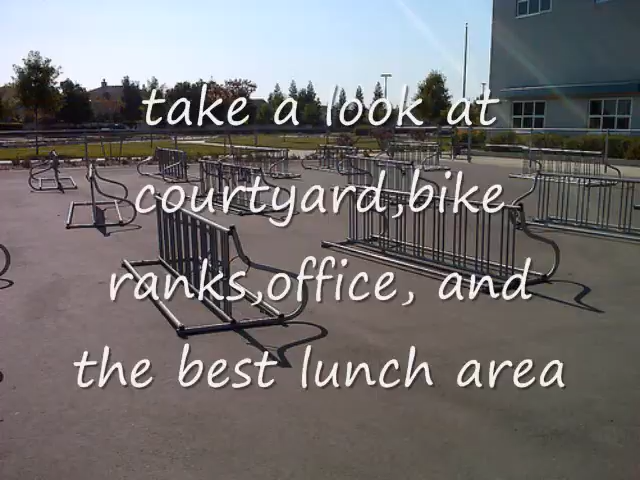 take a look at
courtyard,bike
ranks,office, and
the best lunch area